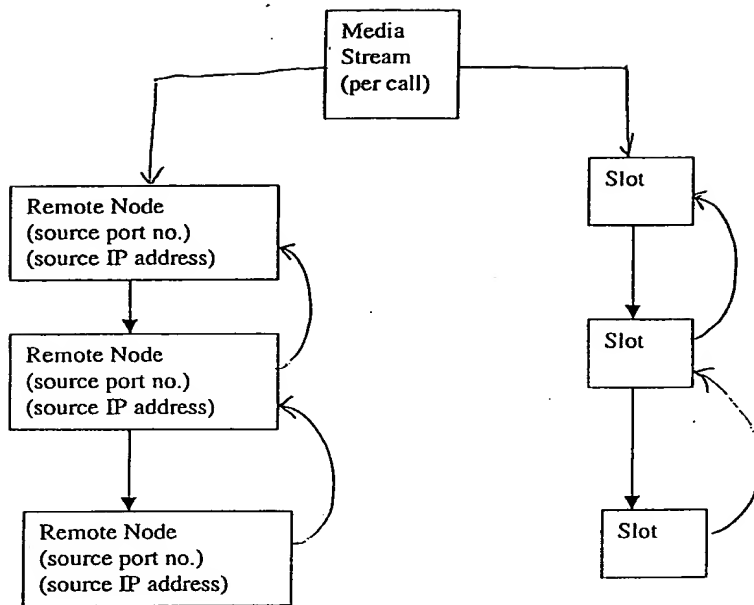 Media
Stream
(per call)
Slot
Remote Node
(source port no.)
(source IP address)
Slot
Remote Node
(source port no.)
(source IP address)
Slot
Remote Node
(source port no.)
(source IP address)